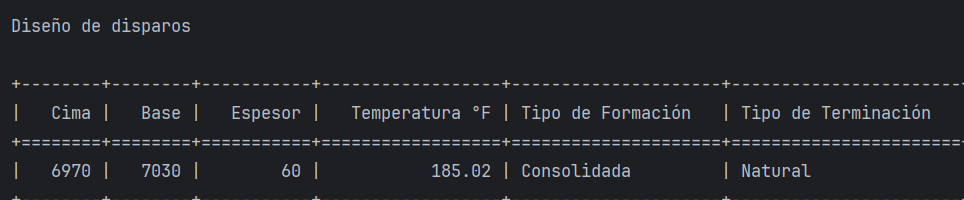 Diseño de disparos
+--------+--------+-----------+------------------+---------------------+-----------------------+
|   Cima |   Base |   Espesor |   Temperatura °F | Tipo de Formación   | Tipo de Terminación
+========+========+===========+==================+=====================+=======================+
|   6970 |   7030 |        60 |           185.02 | Consolidada         | Natural
+--------+--------+-----------+------------------+---------------------+-----------------------+